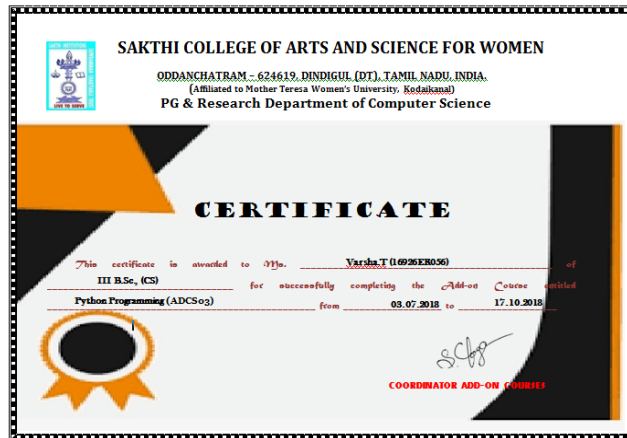 SAKTHI COLLEGE OF ARTS AND SCIENCE FOR WOMEN
ODDANCHATRAM – 624619, DINDIGUL (DT), TAMIL NADU, INDIA.
(Affiliated to Mother Teresa Women's University, Kodaikanal)
PG & Research Department of Computer Science
LIVE TO SERVE
CERTIFICATE
This certificate is awarded to Ms. Varsha.T (16926ER056) of
III B.Sc., (CS) for successfully completing the Add-on Course entitled
Python Programming (ADCS03) from 03.07.2018 to 17.10.2018
COORDINATOR ADD-ON COURSES